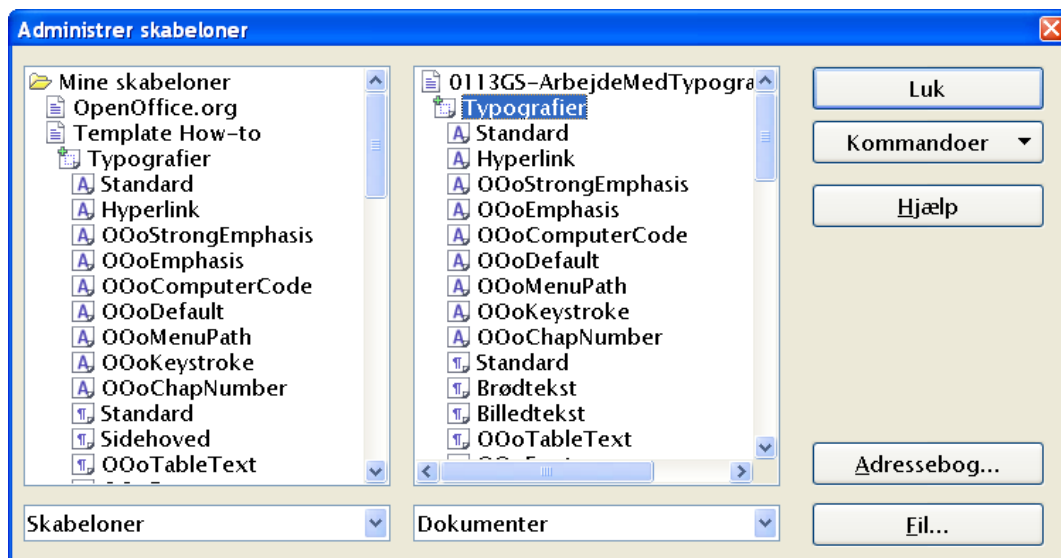 Administrer skabeloner
Mine skabeloner
OpenOffice.org
Template How-to
Typografier
Standard
Hyperlink
OOoStrongEmphasis
OOoEmphasis
OOoComputerCode
OOoDefault
OOoMenuPath
OOoKeystroke
OOoChapNumber
Standard
Sidehoved
OOoTableText
Skabeloner
0113GS-ArbejdeMedTypogra
Typografier
Standard
Hyperlink
OOoStrongEmphasis
OOoEmphasis
OOoComputerCode
OOoDefault
OOoMenuPath
OOoKeystroke
OOoChapNumber
Standard
Brødtekst
Billedtekst
OOoTableText
Dokumenter
Luk
Kommandoer
Hjælp
Adressebog...
Fil...